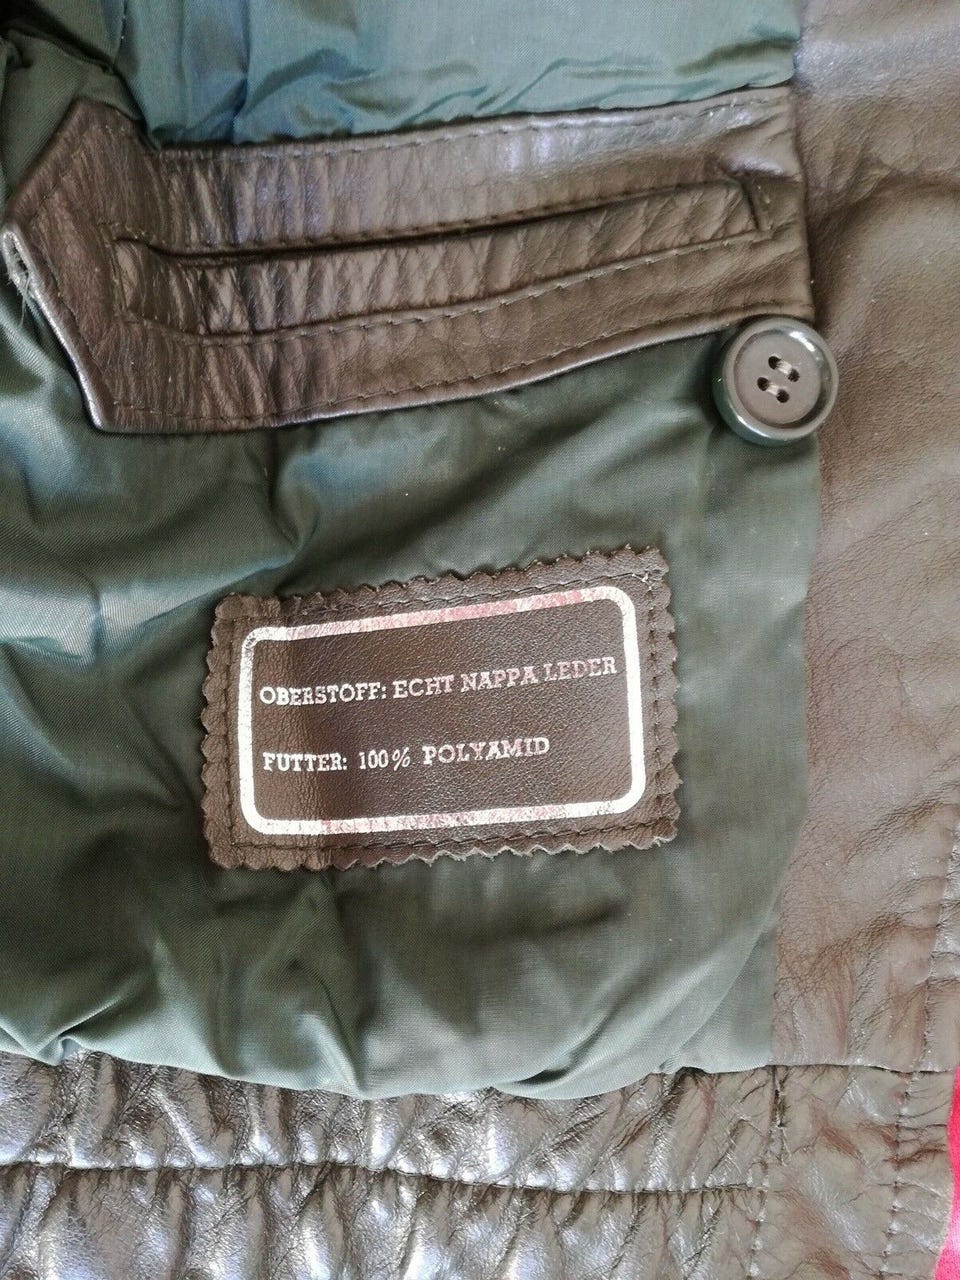 OBERSTOFF: ECHT NAPPA LEDER
FUTTER: 100% POLYAMID